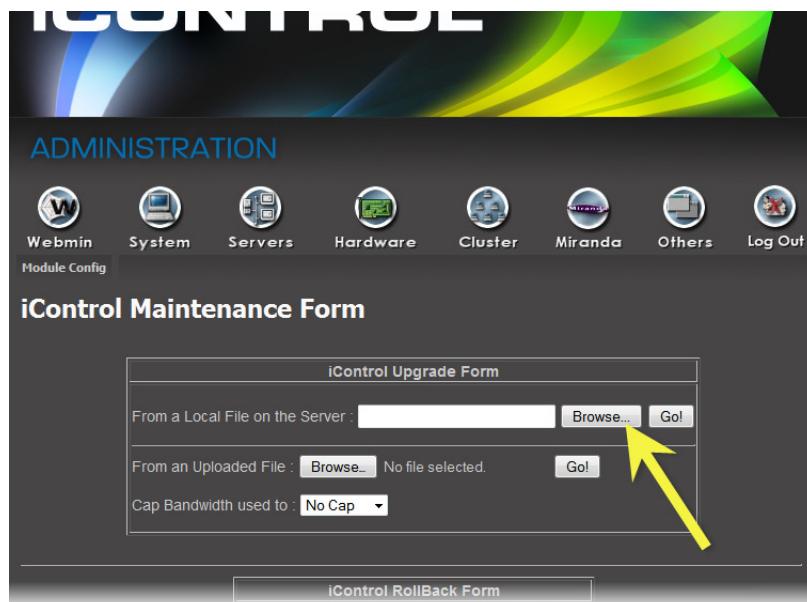 iCONTROL
ADMINISTRATION
Webmin System Servers Hardware Cluster Miranda Others Log Out
Module Config
iControl Maintenance Form
iControl Upgrade Form
From a Local File on the Server : Browse... Go!
From an Uploaded File : Browse... No file selected. Go!
Cap Bandwidth used to : No Cap
iControl RollBack Form